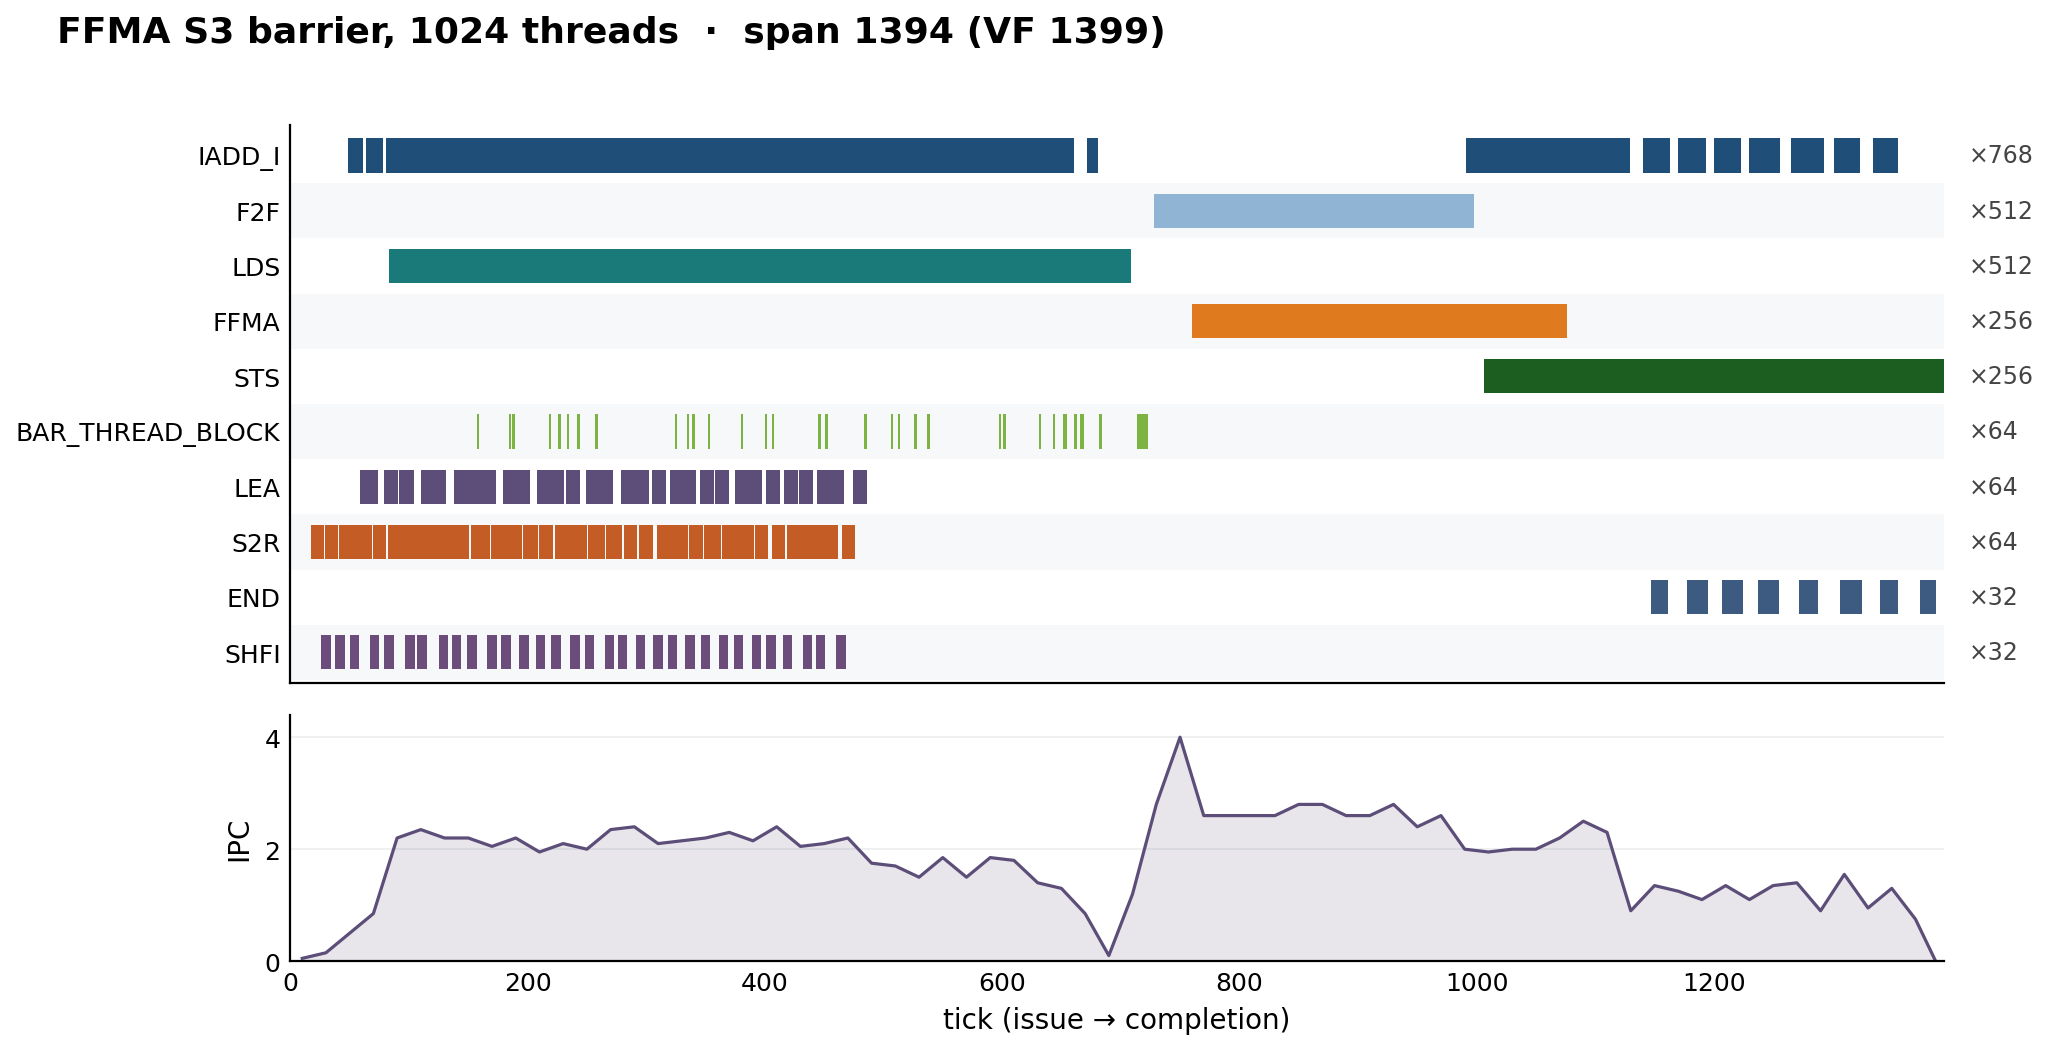 FFMA S3 barrier, 1024 threads · span 1394 (VF 1399)
IADD_I ×768
F2F ×512
LDS ×512
FFMA ×256
STS ×256
BAR_THREAD_BLOCK ×64
LEA ×64
S2R ×64
END ×32
SHFI ×32
4
2
0
IPC
0 200 400 600 800 1000 1200
tick (issue → completion)